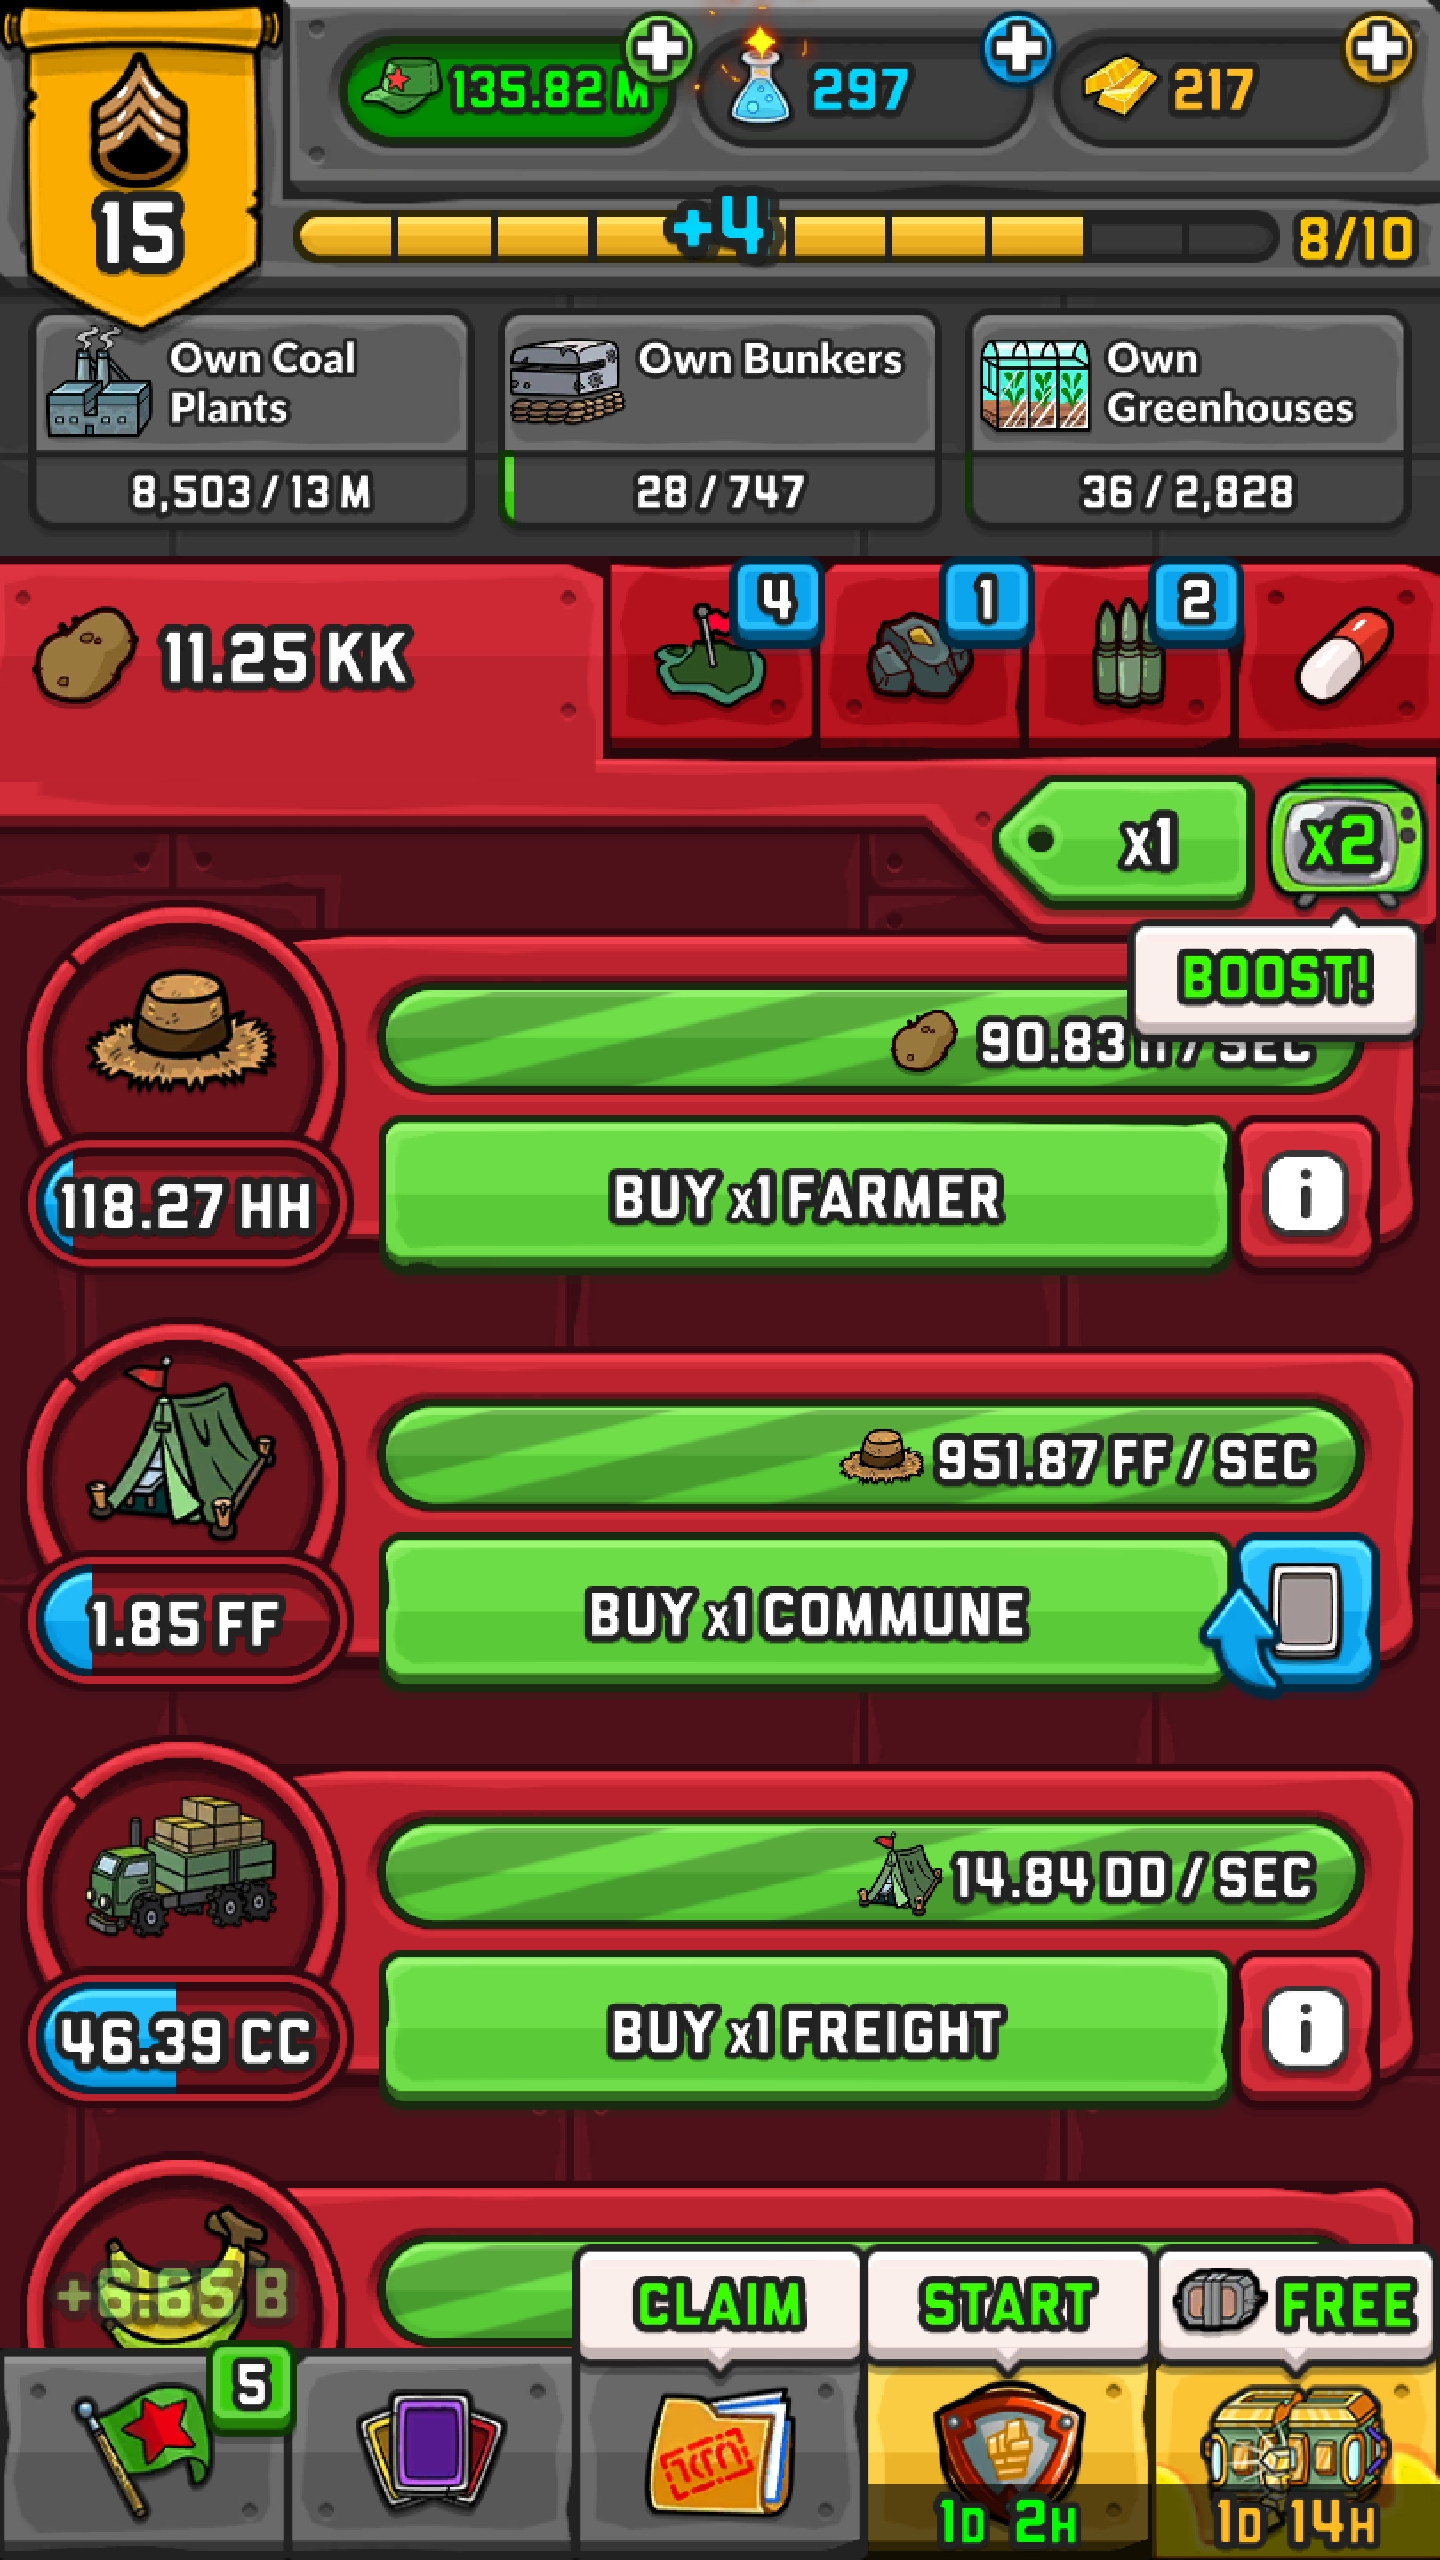 135.82 M
297
217
15
+4
8/10
Own Coal
Plants
8,503 / 13 M
Own Bunkers
28 / 747
Own
Greenhouses
36 / 2,828
11.25 KK
4
1
2
x1
x2
BOOST!
90.83 / SEC
118.27 HH
BUY x1 FARMER
i
951.87 FF / SEC
1.85 FF
BUY x1 COMMUNE
14.84 DD / SEC
46.39 CC
BUY x1 FREIGHT
i
+6.65 B
CLAIM
START
FREE
5
1D 2H
1D 14H